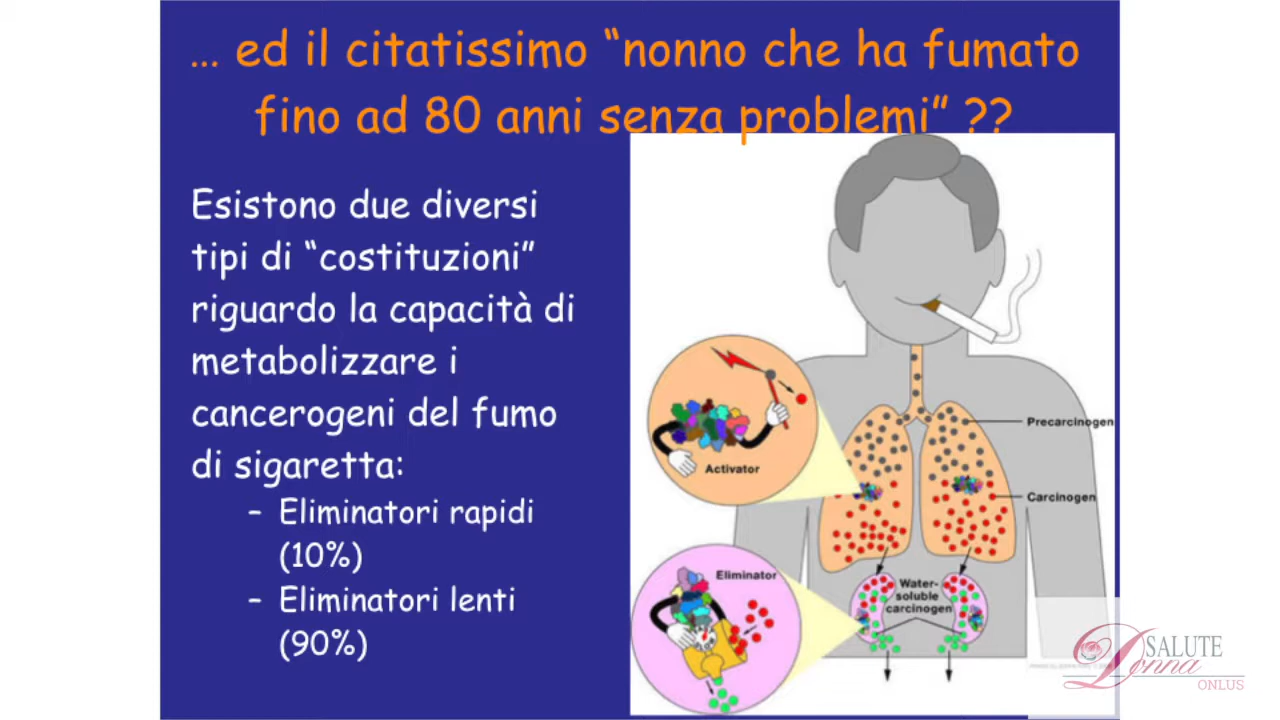 … ed il citatissimo “nonno che ha fumato
fino ad 80 anni senza problemi” ??
Esistono due diversi
tipi di “costituzioni”
riguardo la capacità di
metabolizzare i
cancerogeni del fumo
di sigaretta:
– Eliminatori rapidi
(10%)
– Eliminatori lenti
(90%)
Precarcinogen
Activator
Carcinogen
Eliminator
Water-
soluble
carcinogen
SALUTE
Donna
ONLUS